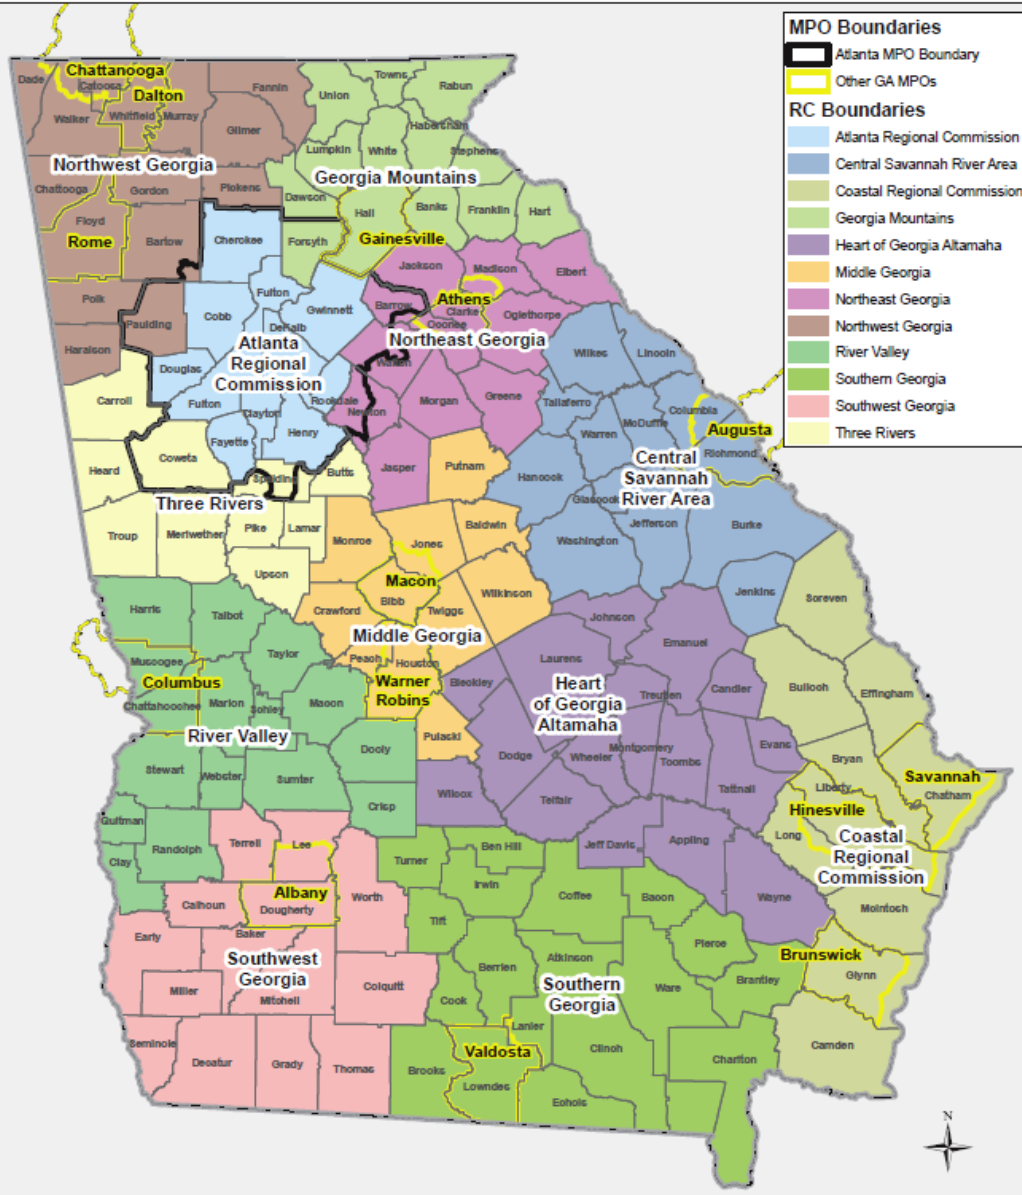 MPO Boundaries
Atlanta MPO Boundary
Other GA MPOs
RC Boundaries
Atlanta Regional Commission
Central Savannah River Area
Coastal Regional Commission
Georgia Mountains
Heart of Georgia Altamaha
Middle Georgia
Northeast Georgia
Northwest Georgia
River Valley
Southern Georgia
Southwest Georgia
Three Rivers
Chattanooga
Dade
Catoosa
Dalton
Fannin
Towns
Rabun
Union
Walker
Whitfield
Murray
Gilmer
Habersham
Lumpkin
White
Stephens
Northwest Georgia
Georgia Mountains
Chattooga
Gordon
Pickens
Dawson
Hall
Banks
Franklin
Hart
Floyd
Rome
Bartow
Cherokee
Forsyth
Gainesville
Jackson
Madison
Elbert
Polk
Paulding
Cobb
Fulton
Gwinnett
Barrow
Athens
Clarke
Oconee
Oglethorpe
DeKalb
Atlanta
Regional
Commission
Northeast Georgia
Haralson
Douglas
Walton
Wilkes
Lincoln
Carroll
Fulton
Clayton
Rockdale
Newton
Morgan
Greene
Taliaferro
McDuffie
Columbia
Augusta
Fayette
Henry
Warren
Richmond
Coweta
Heard
Spalding
Butts
Jasper
Putnam
Hancock
Central
Savannah
River Area
Glascock
Three Rivers
Troup
Meriwether
Pike
Lamar
Monroe
Jones
Baldwin
Washington
Jefferson
Burke
Upson
Macon
Bibb
Twiggs
Wilkinson
Jenkins
Screven
Harris
Talbot
Crawford
Middle Georgia
Johnson
Emanuel
Muscogee
Columbus
Chattahoochee
Taylor
Peach
Houston
Warner
Robins
Bleckley
Laurens
Heart
of Georgia
Altamaha
Treutlen
Candler
Bulloch
Effingham
Marion
Schley
Macon
River Valley
Dooly
Pulaski
Dodge
Wheeler
Montgomery
Toombs
Evans
Bryan
Savannah
Chatham
Stewart
Webster
Sumter
Crisp
Wilcox
Telfair
Tattnall
Liberty
Hinesville
Quitman
Randolph
Terrell
Lee
Turner
Ben Hill
Jeff Davis
Appling
Long
Coastal
Regional
Commission
Clay
Albany
Dougherty
Calhoun
Worth
Irwin
Coffee
Bacon
Wayne
McIntosh
Early
Baker
Tift
Pierce
Brunswick
Southwest
Georgia
Berrien
Atkinson
Southern
Georgia
Ware
Brantley
Glynn
Miller
Mitchell
Colquitt
Cook
Lanier
Seminole
Decatur
Grady
Thomas
Brooks
Valdosta
Lowndes
Clinch
Echols
Charlton
Camden
N